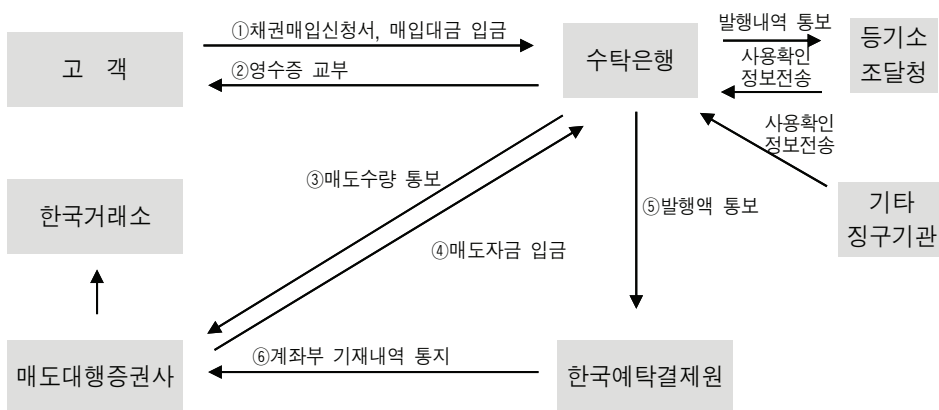 ①채권매입신청서, 매입대금 입금
발행내역 통보
고 객
수탁은행
등기소
조달청
②영수증 교부
사용확인
정보전송
사용확인
정보전송
③매도수량 통보
한국거래소
⑤발행액 통보
기타
징구기관
④매도자금 입금
⑥계좌부 기재내역 통지
매도대행증권사
한국예탁결제원